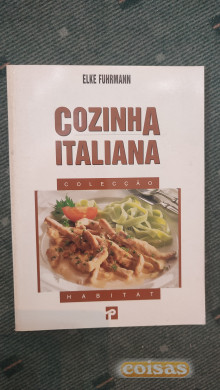 ELKE FUHRMANN
COZINHA
ITALIANA
COLECÇÃO
HABITAT
coisas